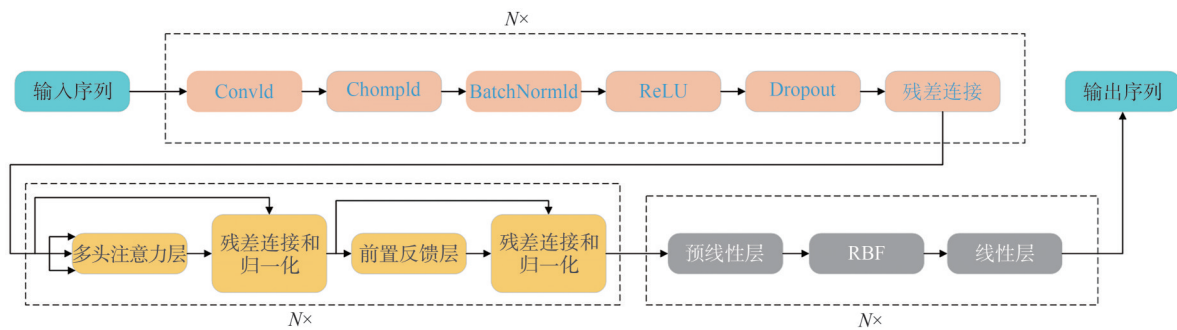 N×
输入序列
Convld
Chompld
BatchNormld
ReLU
Dropout
残差连接
输出序列
多头注意力层
残差连接和
归一化
前置反馈层
残差连接和
归一化
预线性层
RBF
线性层
N×
N×